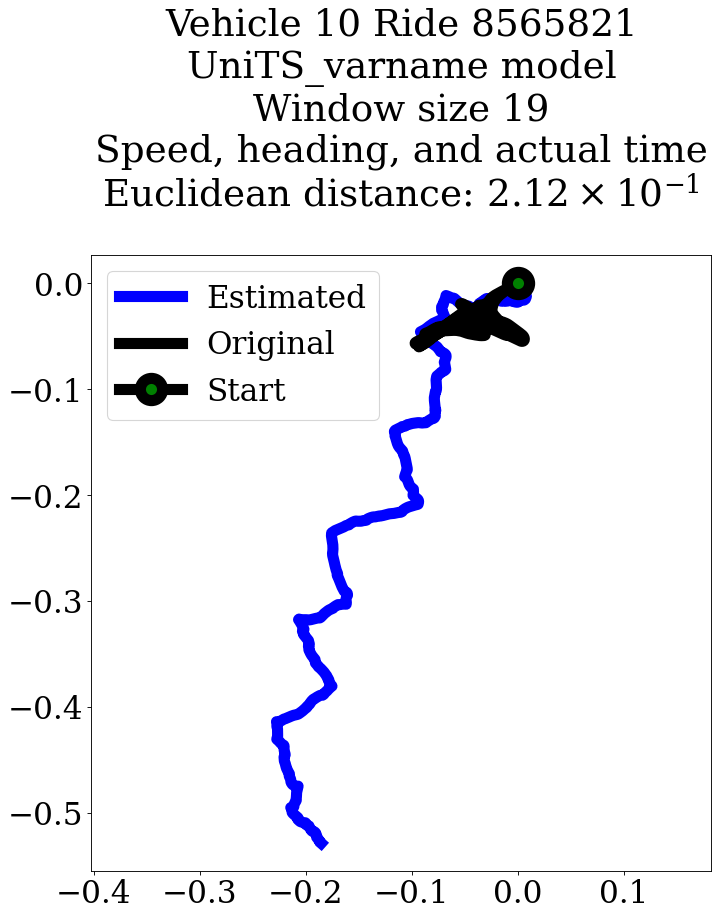 Vehicle 10 Ride 8565821
UniTS_varname model
Window size 19
Speed, heading, and actual time
Euclidean distance: 2.12 × 10⁻¹
Estimated
Original
Start
0.0
−0.1
−0.2
−0.3
−0.4
−0.5
−0.4 −0.3 −0.2 −0.1 0.0 0.1